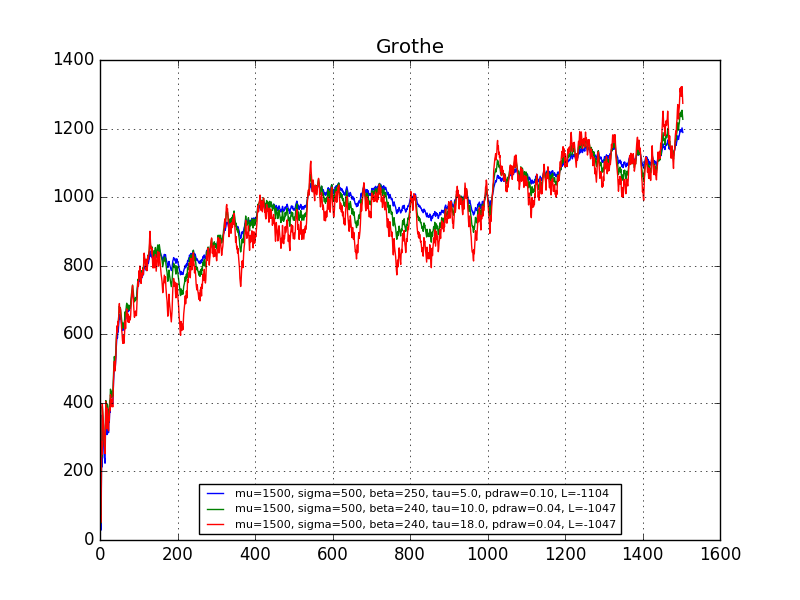 Grothe
1400
1200
1000
800
600
400
200
0
mu=1500, sigma=500, beta=250, tau=5.0, pdraw=0.10, L=-1104
mu=1500, sigma=500, beta=240, tau=10.0, pdraw=0.04, L=-1047
mu=1500, sigma=500, beta=240, tau=18.0, pdraw=0.04, L=-1047
0 200 400 600 800 1000 1200 1400 1600